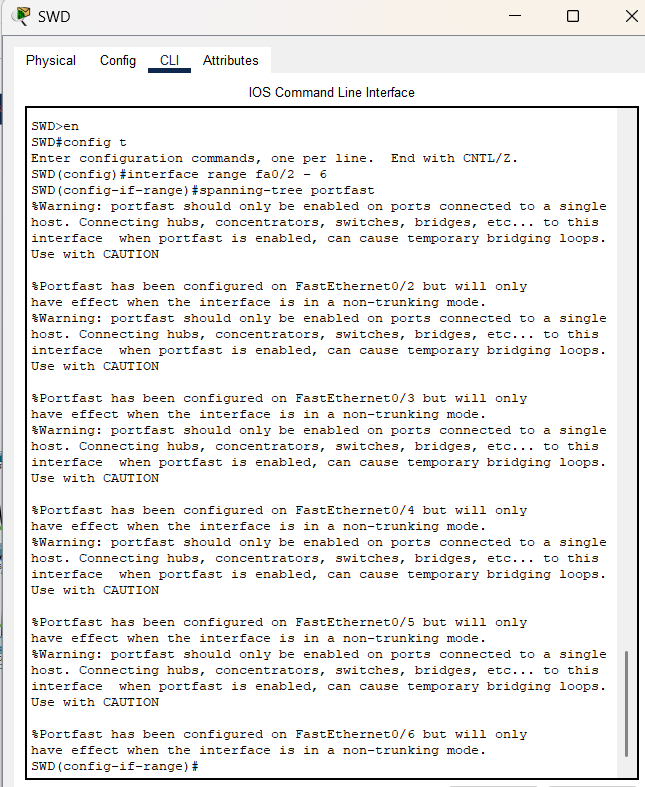 SWD
Physical Config CLI Attributes
IOS Command Line Interface
SWD>en
SWD#config t
Enter configuration commands, one per line.  End with CNTL/Z.
SWD(config)#interface range fa0/2 - 6
SWD(config-if-range)#spanning-tree portfast
%Warning: portfast should only be enabled on ports connected to a single
host. Connecting hubs, concentrators, switches, bridges, etc... to this
interface  when portfast is enabled, can cause temporary bridging loops.
Use with CAUTION

%Portfast has been configured on FastEthernet0/2 but will only
have effect when the interface is in a non-trunking mode.
%Warning: portfast should only be enabled on ports connected to a single
host. Connecting hubs, concentrators, switches, bridges, etc... to this
interface  when portfast is enabled, can cause temporary bridging loops.
Use with CAUTION

%Portfast has been configured on FastEthernet0/3 but will only
have effect when the interface is in a non-trunking mode.
%Warning: portfast should only be enabled on ports connected to a single
host. Connecting hubs, concentrators, switches, bridges, etc... to this
interface  when portfast is enabled, can cause temporary bridging loops.
Use with CAUTION

%Portfast has been configured on FastEthernet0/4 but will only
have effect when the interface is in a non-trunking mode.
%Warning: portfast should only be enabled on ports connected to a single
host. Connecting hubs, concentrators, switches, bridges, etc... to this
interface  when portfast is enabled, can cause temporary bridging loops.
Use with CAUTION

%Portfast has been configured on FastEthernet0/5 but will only
have effect when the interface is in a non-trunking mode.
%Warning: portfast should only be enabled on ports connected to a single
host. Connecting hubs, concentrators, switches, bridges, etc... to this
interface  when portfast is enabled, can cause temporary bridging loops.
Use with CAUTION

%Portfast has been configured on FastEthernet0/6 but will only
have effect when the interface is in a non-trunking mode.
SWD(config-if-range)#